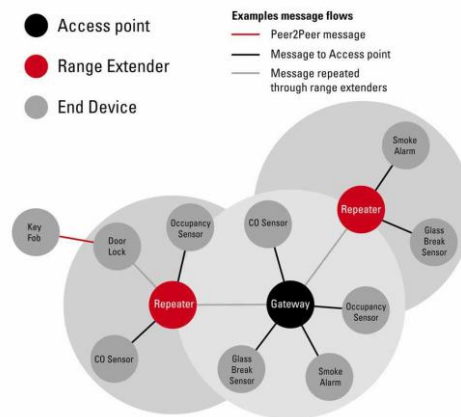 Access point
Range Extender
End Device
Examples message flows
Peer2Peer message
Message to Access point
Message repeated
through range extenders
Smoke
Alarm
Repeater
Glass
Break
Sensor
Key
Fob
Door
Lock
Occupancy
Sensor
CO Sensor
Repeater
Gateway
Occupancy
Sensor
CO Sensor
Glass
Break
Sensor
Smoke
Alarm